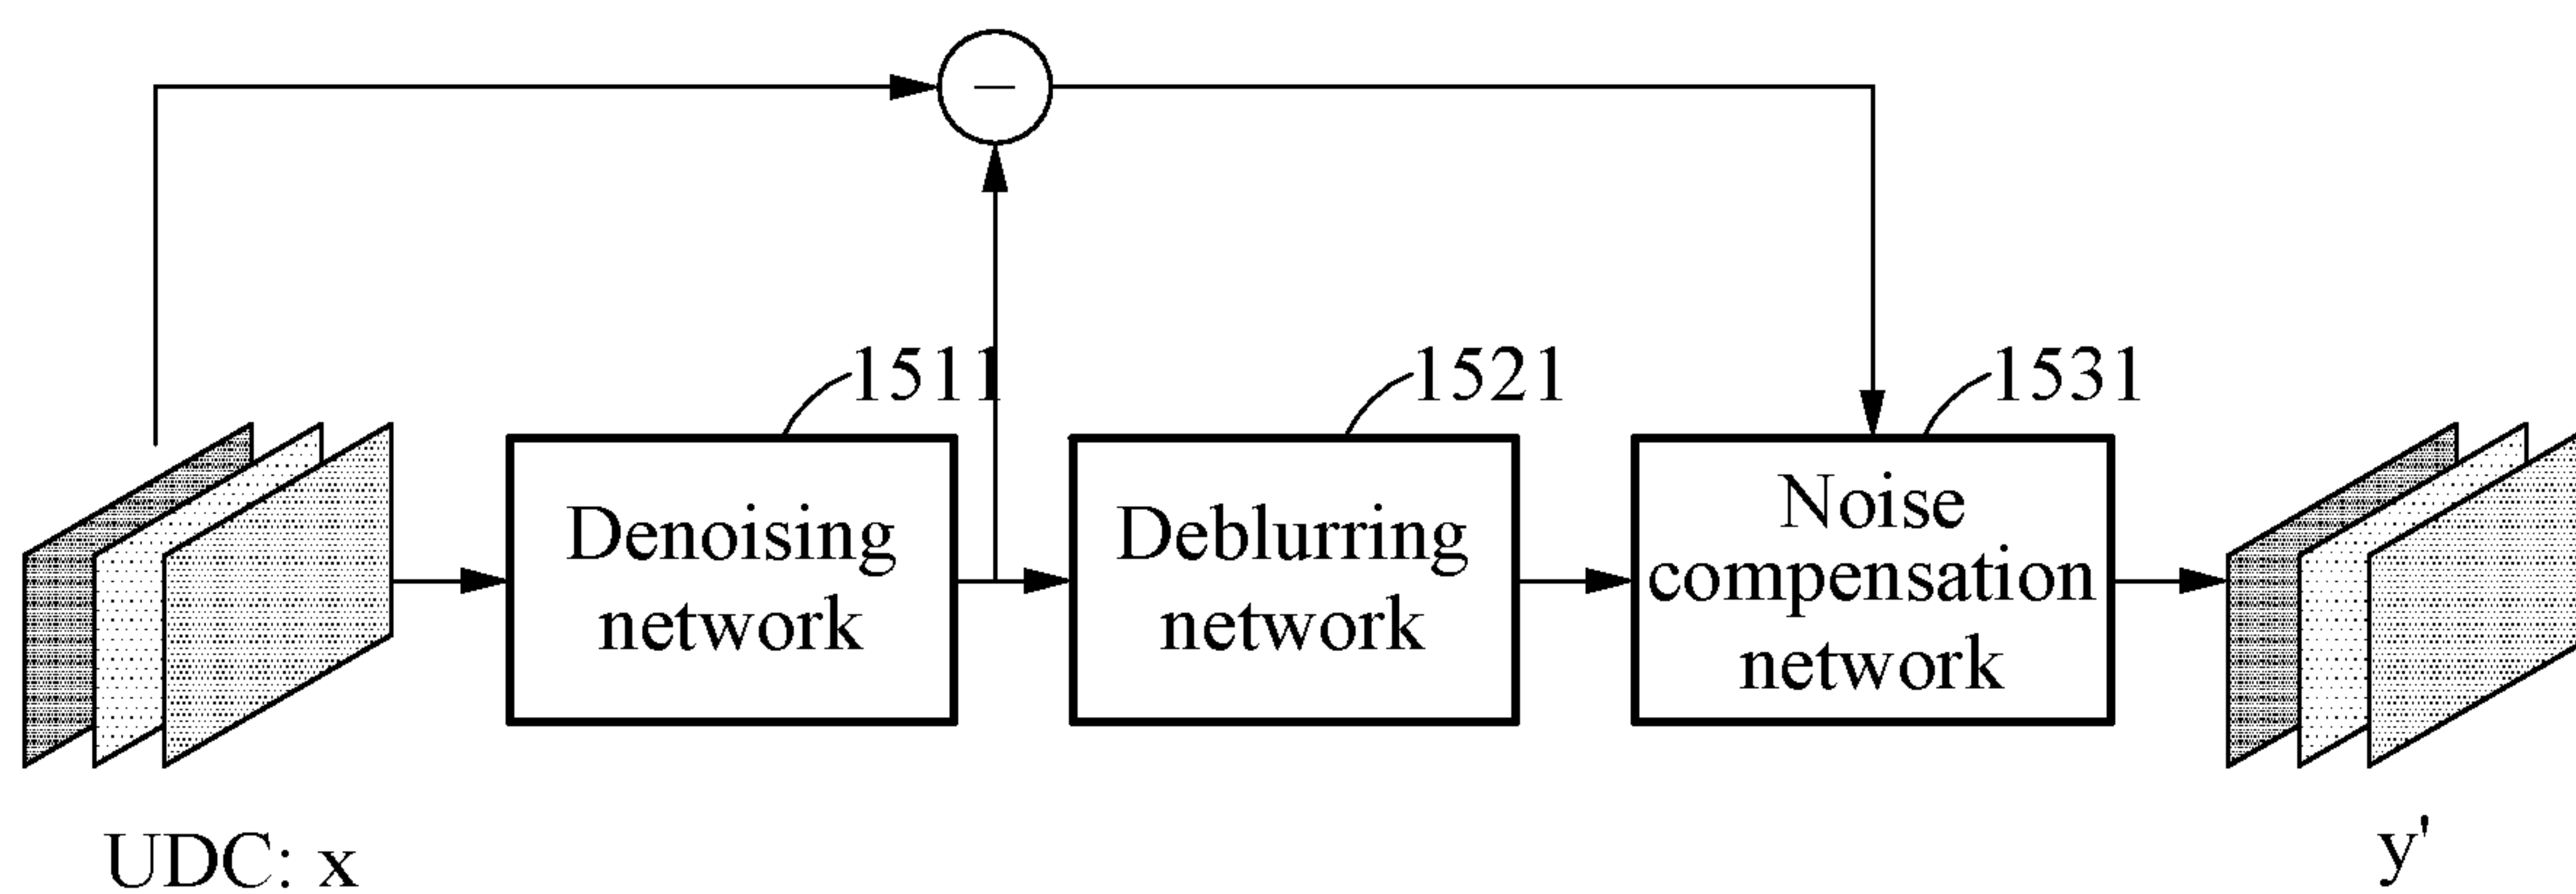 −
1511
1521
1531
Denoising
network
Deblurring
network
Noise
compensation
network
UDC: x
y'